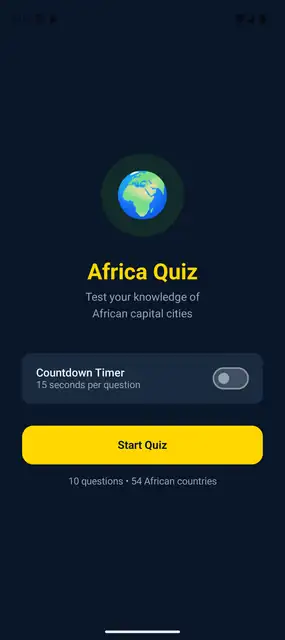 Africa Quiz
Test your knowledge of
African capital cities
Countdown Timer
15 seconds per question
Start Quiz
10 questions • 54 African countries